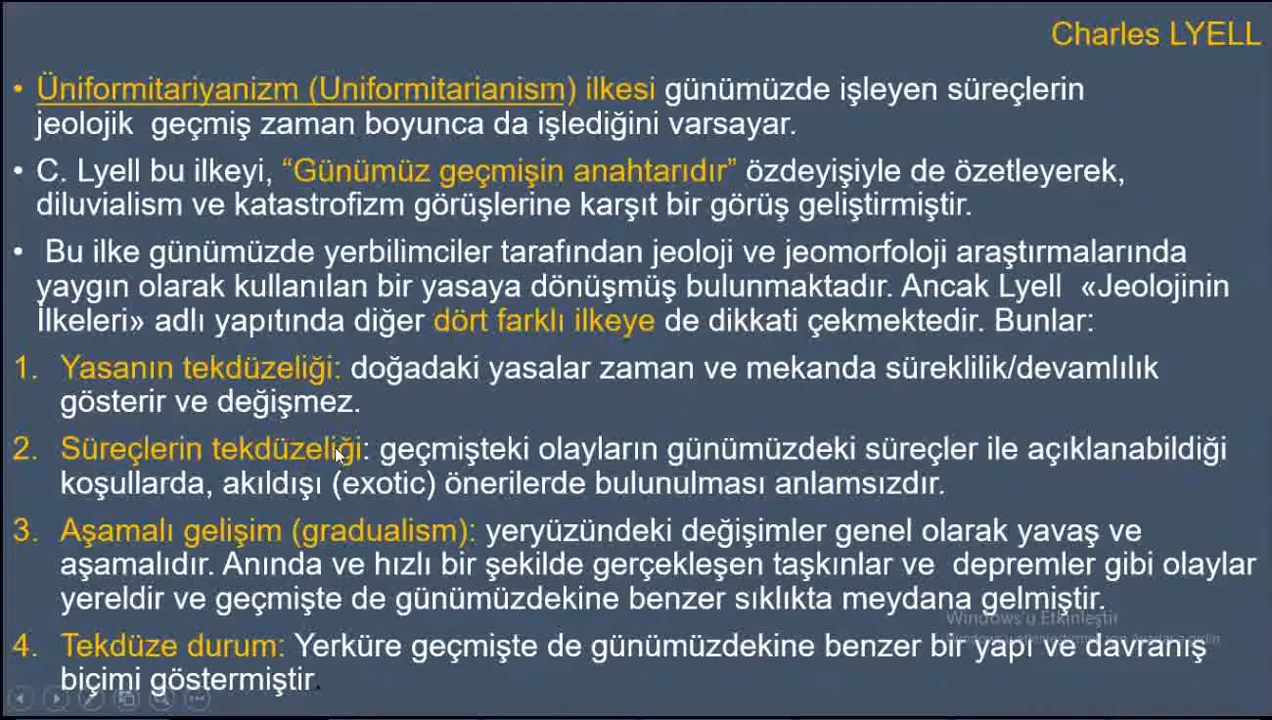 Charles LYELL
• Üniformitariyanizm (Uniformitarianism) ilkesi günümüzde işleyen süreçlerin
jeolojik geçmiş zaman boyunca da işlediğini varsayar.
• C. Lyell bu ilkeyi, “Günümüz geçmişin anahtarıdır” özdeyişiyle de özetleyerek,
diluvialism ve katastrofizm görüşlerine karşıt bir görüş geliştirmiştir.
• Bu ilke günümüzde yerbilimciler tarafından jeoloji ve jeomorfoloji araştırmalarında
yaygın olarak kullanılan bir yasaya dönüşmüş bulunmaktadır. Ancak Lyell «Jeolojinin
İlkeleri» adlı yapıtında diğer dört farklı ilkeye de dikkati çekmektedir. Bunlar:
1. Yasanın tekdüzeliği: doğadaki yasalar zaman ve mekanda süreklilik/devamlılık
gösterir ve değişmez.
2. Süreçlerin tekdüzeliği: geçmişteki olayların günümüzdeki süreçler ile açıklanabildiği
koşullarda, akıldışı (exotic) önerilerde bulunulması anlamsızdır.
3. Aşamalı gelişim (gradualism): yeryüzündeki değişimler genel olarak yavaş ve
aşamalıdır. Anında ve hızlı bir şekilde gerçekleşen taşkınlar ve depremler gibi olaylar
yereldir ve geçmişte de günümüzdekine benzer sıklıkta meydana gelmiştir.
Windows'u Etkinleştir
4. Tekdüze durum: Yerküre geçmişte de günümüzdekine benzer bir yapı ve davranış
biçimi göstermiştir.